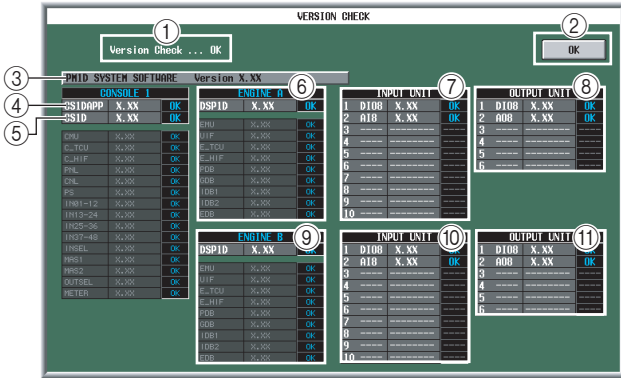 VERSION CHECK
1
Version Check ... OK
2
OK
3
PM1D SYSTEM SOFTWARE Version X.XX
4
5
CONSOLE 1
CS1DAPP X.XX OK
CS1D X.XX OK
CMU X.XX OK
C_TCU X.XX OK
C_HIF X.XX OK
PNL X.XX OK
CNL X.XX OK
PS X.XX OK
IN01-12 X.XX OK
IN13-24 X.XX OK
IN25-36 X.XX OK
IN37-48 X.XX OK
INSEL X.XX OK
MAS1 X.XX OK
MAS2 X.XX OK
OUTSEL X.XX OK
METER X.XX OK
6
ENGINE A
DSP1D X.XX OK
EMU X.XX OK
UIF X.XX OK
E_TCU X.XX OK
E_HIF X.XX OK
PDB X.XX OK
GDB X.XX OK
IDB1 X.XX OK
IDB2 X.XX OK
EDB X.XX OK
7
INPUT UNIT
1 DIO8 X.XX OK
2 AI8 X.XX OK
3 ---- -------- ----
4 ---- -------- ----
5 ---- -------- ----
6 ---- -------- ----
7 ---- -------- ----
8 ---- -------- ----
9 ---- -------- ----
10 ---- -------- ----
8
OUTPUT UNIT
1 DIO8 X.XX OK
2 AO8 X.XX OK
3 ---- -------- ----
4 ---- -------- ----
5 ---- -------- ----
6 ---- -------- ----
9
ENGINE B
DSP1D X.XX OK
EMU X.XX OK
UIF X.XX OK
E_TCU X.XX OK
E_HIF X.XX OK
PDB X.XX OK
GDB X.XX OK
IDB1 X.XX OK
IDB2 X.XX OK
EDB X.XX OK
10
INPUT UNIT
1 DIO8 X.XX OK
2 AI8 X.XX OK
3 ---- -------- ----
4 ---- -------- ----
5 ---- -------- ----
6 ---- -------- ----
7 ---- -------- ----
8 ---- -------- ----
9 ---- -------- ----
10 ---- -------- ----
11
OUTPUT UNIT
1 DIO8 X.XX OK
2 AO8 X.XX OK
3 ---- -------- ----
4 ---- -------- ----
5 ---- -------- ----
6 ---- -------- ----